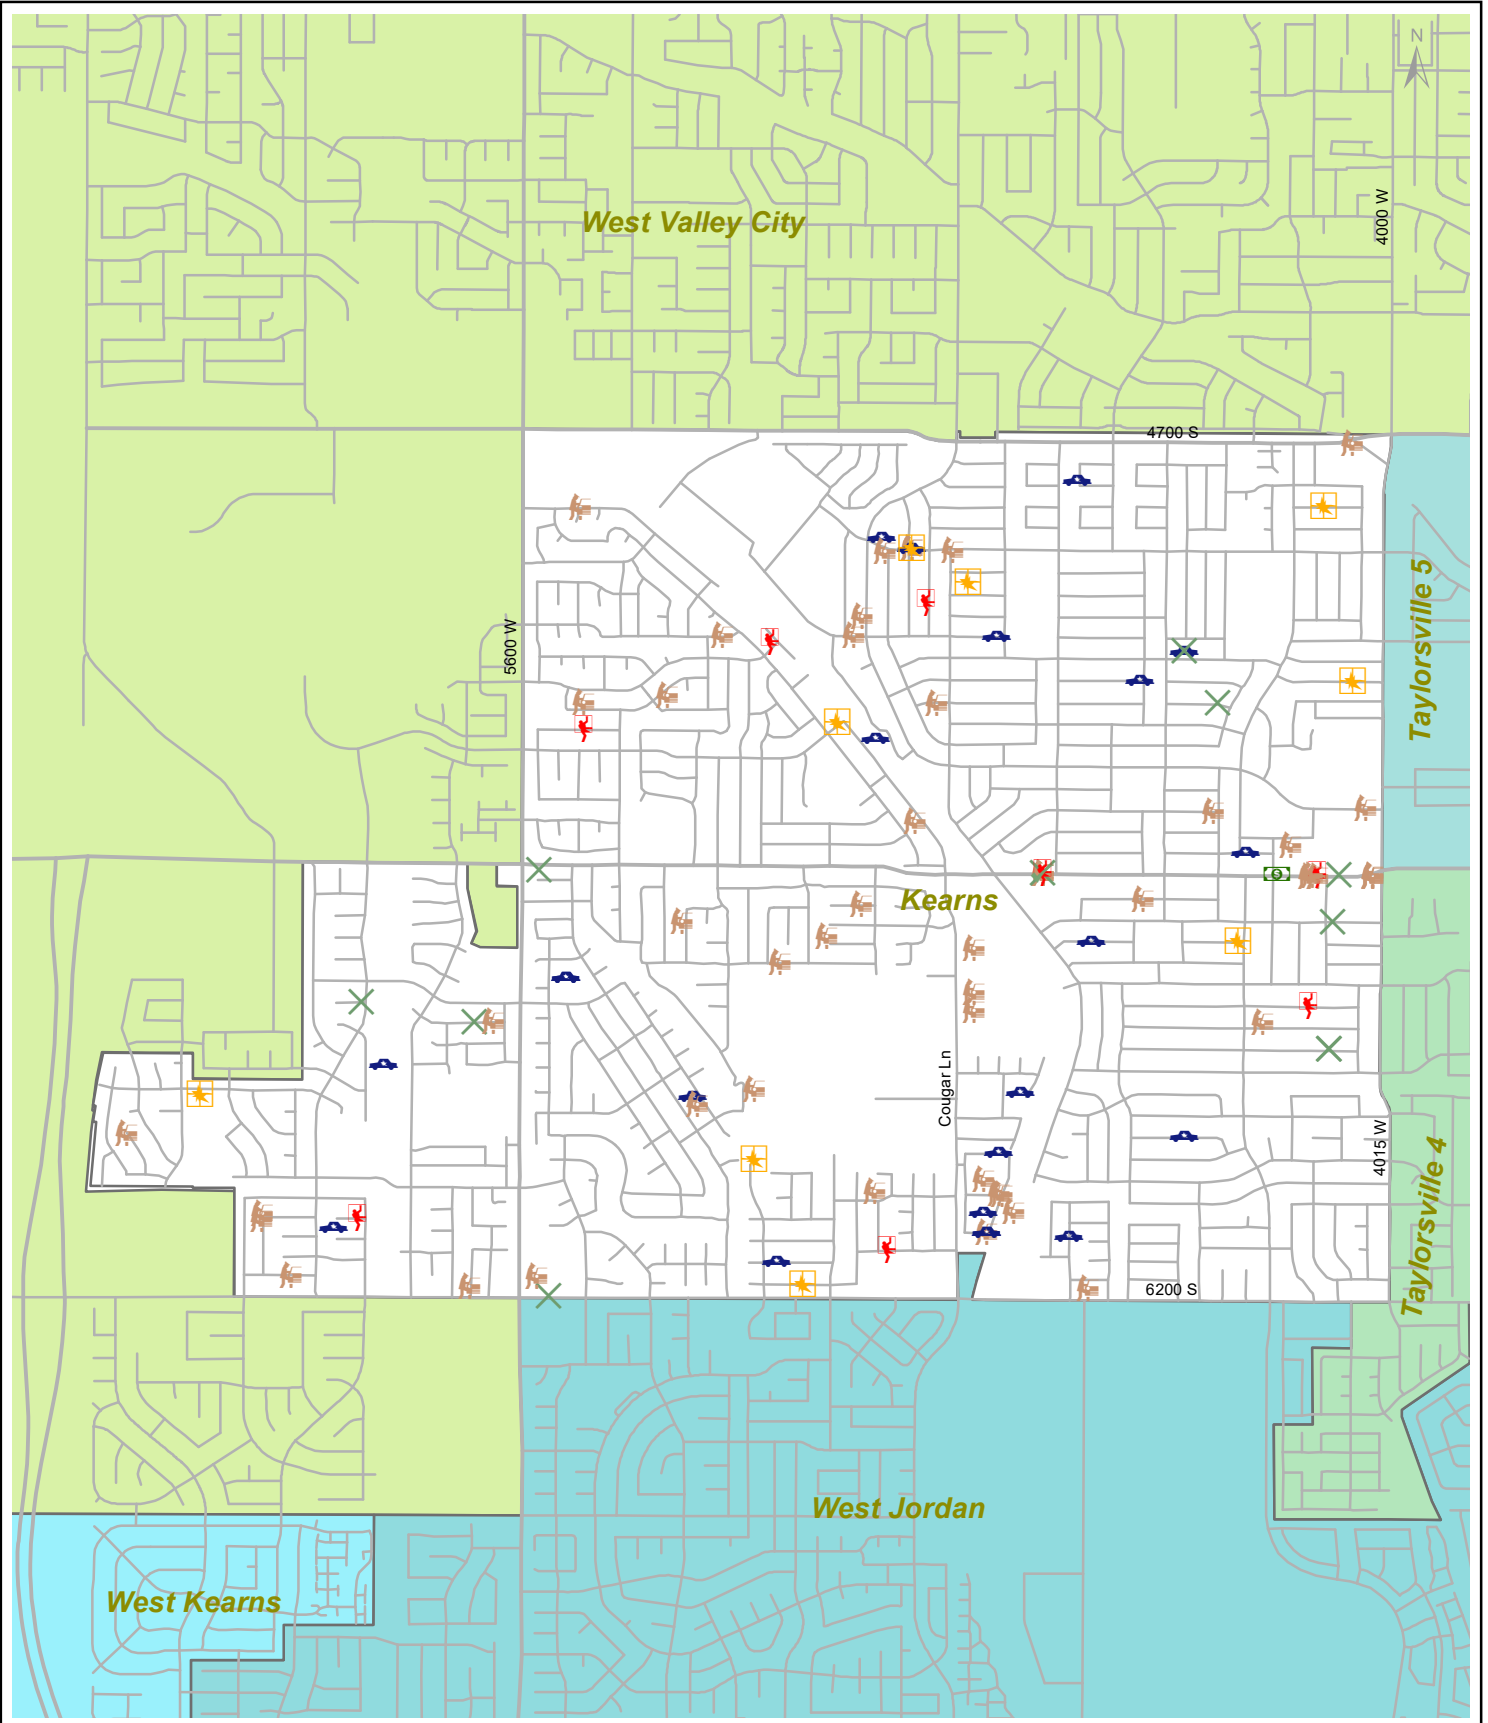 N
West Valley City
4000 W
4700 S
Taylorsville 5
5600 W
Kearns
Cougar Ln
4015 W
Taylorsville 4
6200 S
West Jordan
West Kearns